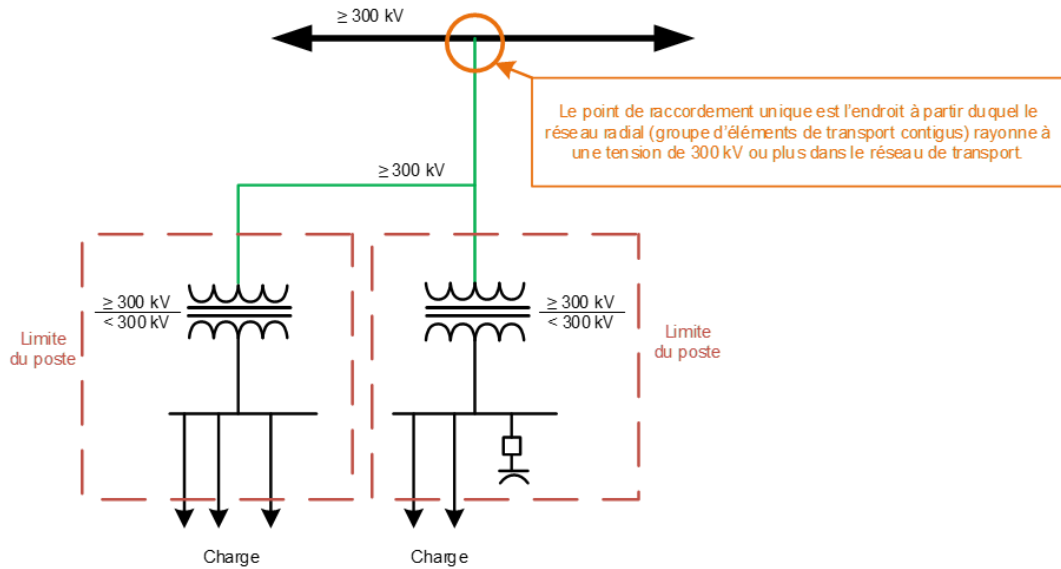 ≥ 300 kV
Le point de raccordement unique est l'endroit à partir duquel le
réseau radial (groupe d'éléments de transport contigus) rayonne à
une tension de 300 kV ou plus dans le réseau de transport.
≥ 300 kV
≥ 300 kV
< 300 kV
≥ 300 kV
< 300 kV
Limite
du poste
Limite
du poste
Charge
Charge